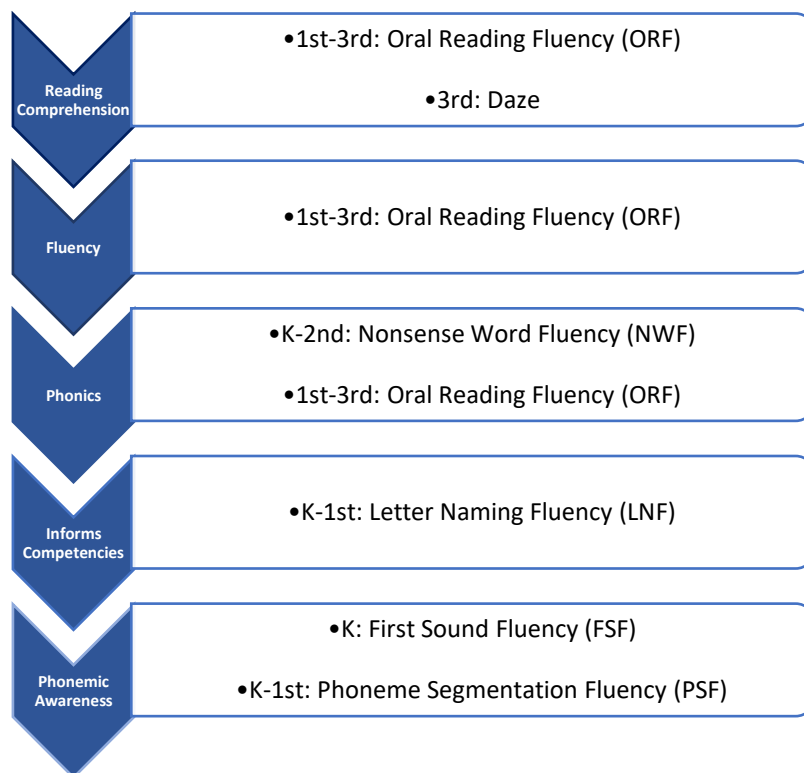 Reading
Comprehension
•1st-3rd: Oral Reading Fluency (ORF)
•3rd: Daze
Fluency
•1st-3rd: Oral Reading Fluency (ORF)
Phonics
•K-2nd: Nonsense Word Fluency (NWF)
•1st-3rd: Oral Reading Fluency (ORF)
Informs
Competencies
•K-1st: Letter Naming Fluency (LNF)
Phonemic
Awareness
•K: First Sound Fluency (FSF)
•K-1st: Phoneme Segmentation Fluency (PSF)